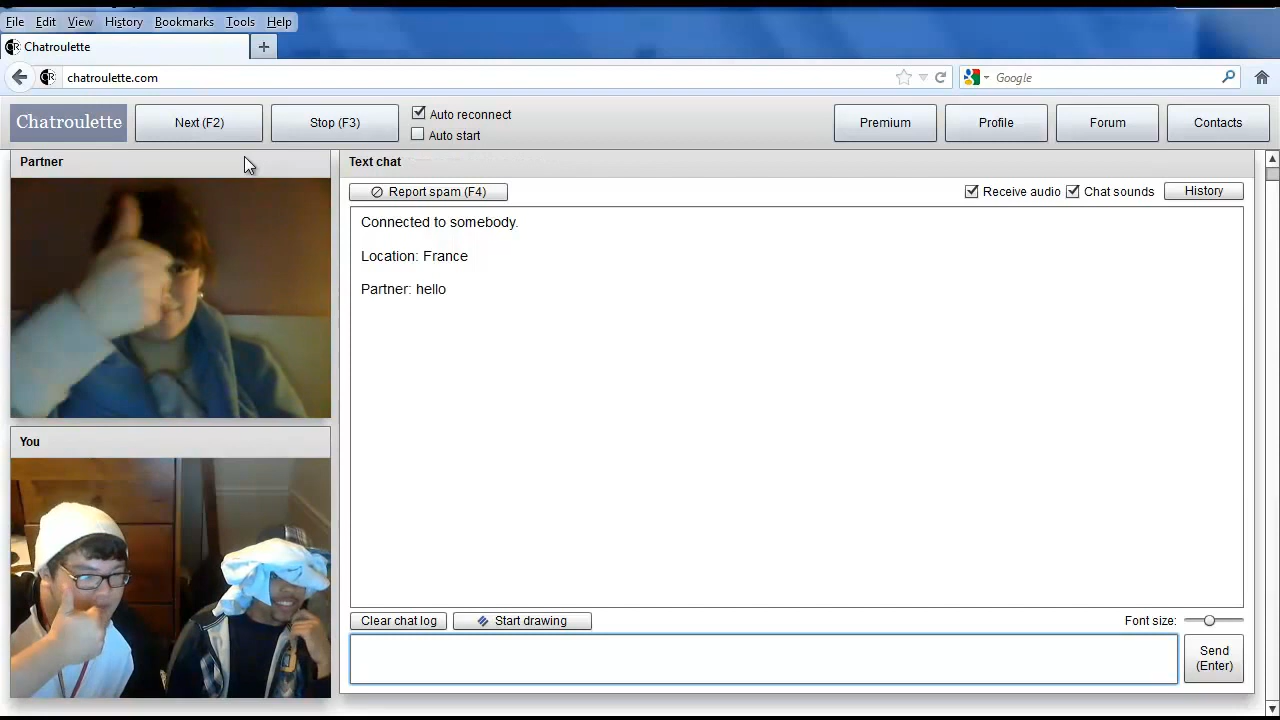 File Edit View History Bookmarks Tools Help
Chatroulette
chatroulette.com
Google
Chatroulette
Next (F2)
Stop (F3)
Auto reconnect
Auto start
Premium
Profile
Forum
Contacts
Partner
Text chat
Report spam (F4)
Receive audio
Chat sounds
History
Connected to somebody.
Location: France
Partner: hello
You
Clear chat log
Start drawing
Font size:
Send
(Enter)